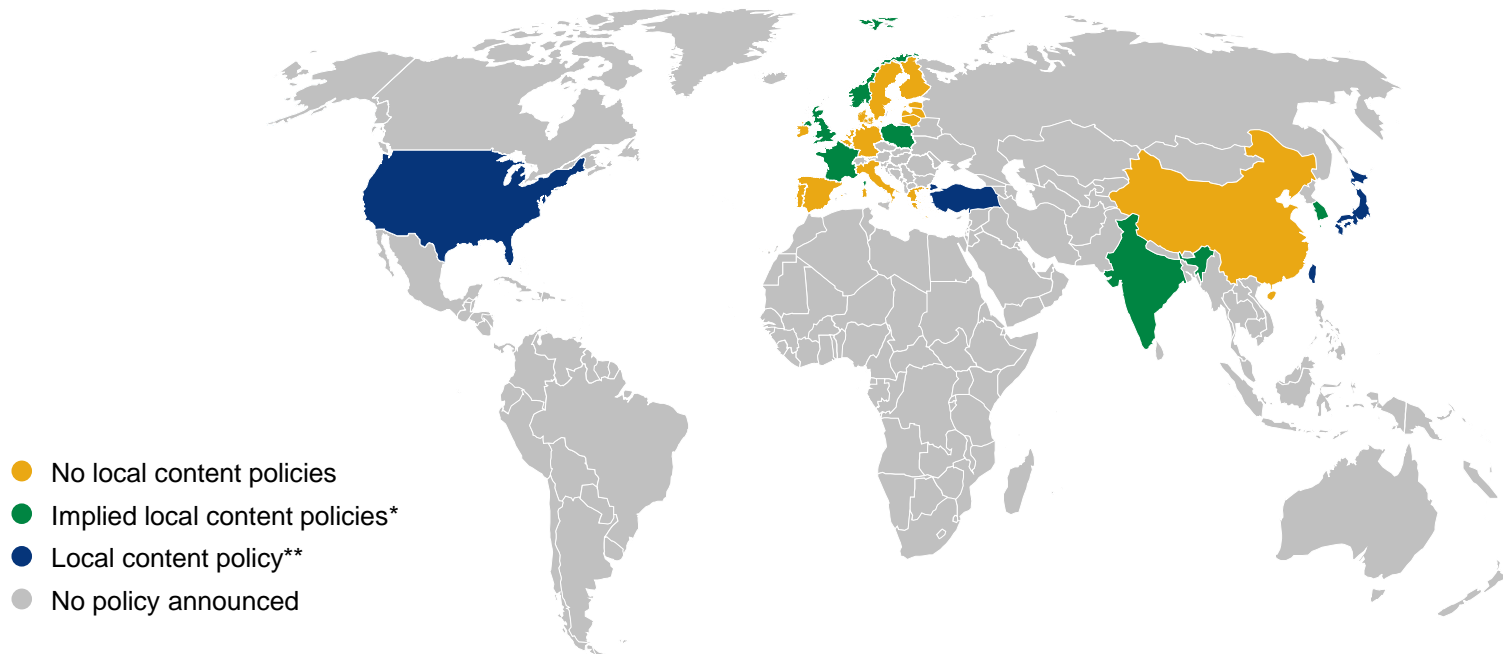 No local content policies
Implied local content policies*
Local content policy**
No policy announced